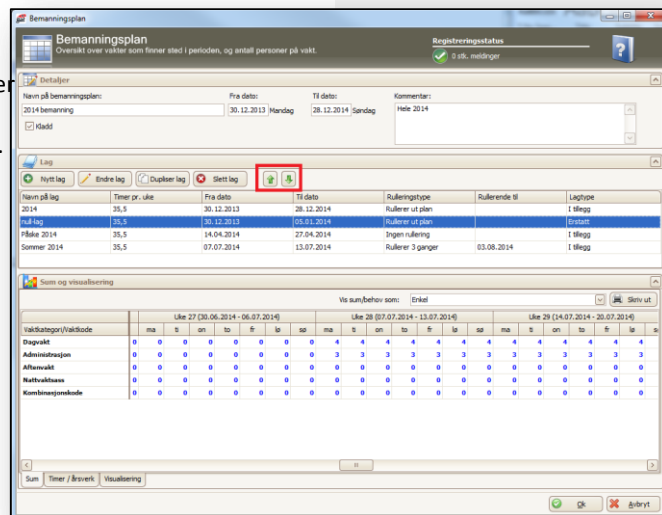 Bemanningsplan
Bemanningsplan
Oversikt over vakter som finner sted i perioden, og antall personer på vakt.
Registreringsstatus
0 stk. meldinger
Detaljer
Navn på bemanningsplan: Fra dato: Til dato: Kommentar:
2014 bemanning 30.12.2013 Mandag 28.12.2014 Søndag Hele 2014
Kladd
Lag
Nytt lag Endre lag Dupliser lag Slett lag
Navn på lag Timer pr. uke Fra dato Til dato Rulleringstype Rullerende til Lagtype
2014 35,5 30.12.2013 28.12.2014 Rullerer ut plan I tillegg
null-lag 35,5 30.12.2013 05.01.2014 Rullerer ut plan Erstatt
Påske 2014 35,5 14.04.2014 27.04.2014 Ingen rullering I tillegg
Sommer 2014 35,5 07.07.2014 13.07.2014 Rullerer 3 ganger 03.08.2014 I tillegg
Sum og visualisering
Vis sum/behov som: Enkel Skriv ut
Uke 27 (30.06.2014 - 06.07.2014) Uke 28 (07.07.2014 - 13.07.2014) Uke 29 (14.07.2014 - 20.07.2014)
Vaktkategori/Vaktkode ma ti on to fr lø sø ma ti on to fr lø sø ma ti on to fr lø
Dagvakt 0 0 0 0 0 0 0 0 4 4 4 4 4 4 4 4 4 4 4 4 4
Administrasjon 0 0 0 0 0 0 0 0 3 3 3 3 3 3 3 3 3 3 3 3 3
Aftenvakt 0 0 0 0 0 0 0 0 0 0 0 0 0 0 0 0 0 0 0 0 0
Nattvaktsass 0 0 0 0 0 0 0 0 0 0 0 0 0 0 0 0 0 0 0 0 0
Kombinasjonskode 0 0 0 0 0 0 0 0 0 0 0 0 0 0 0 0 0 0 0 0 0
Sum Timer / årsverk Visualisering
Ok Avbryt